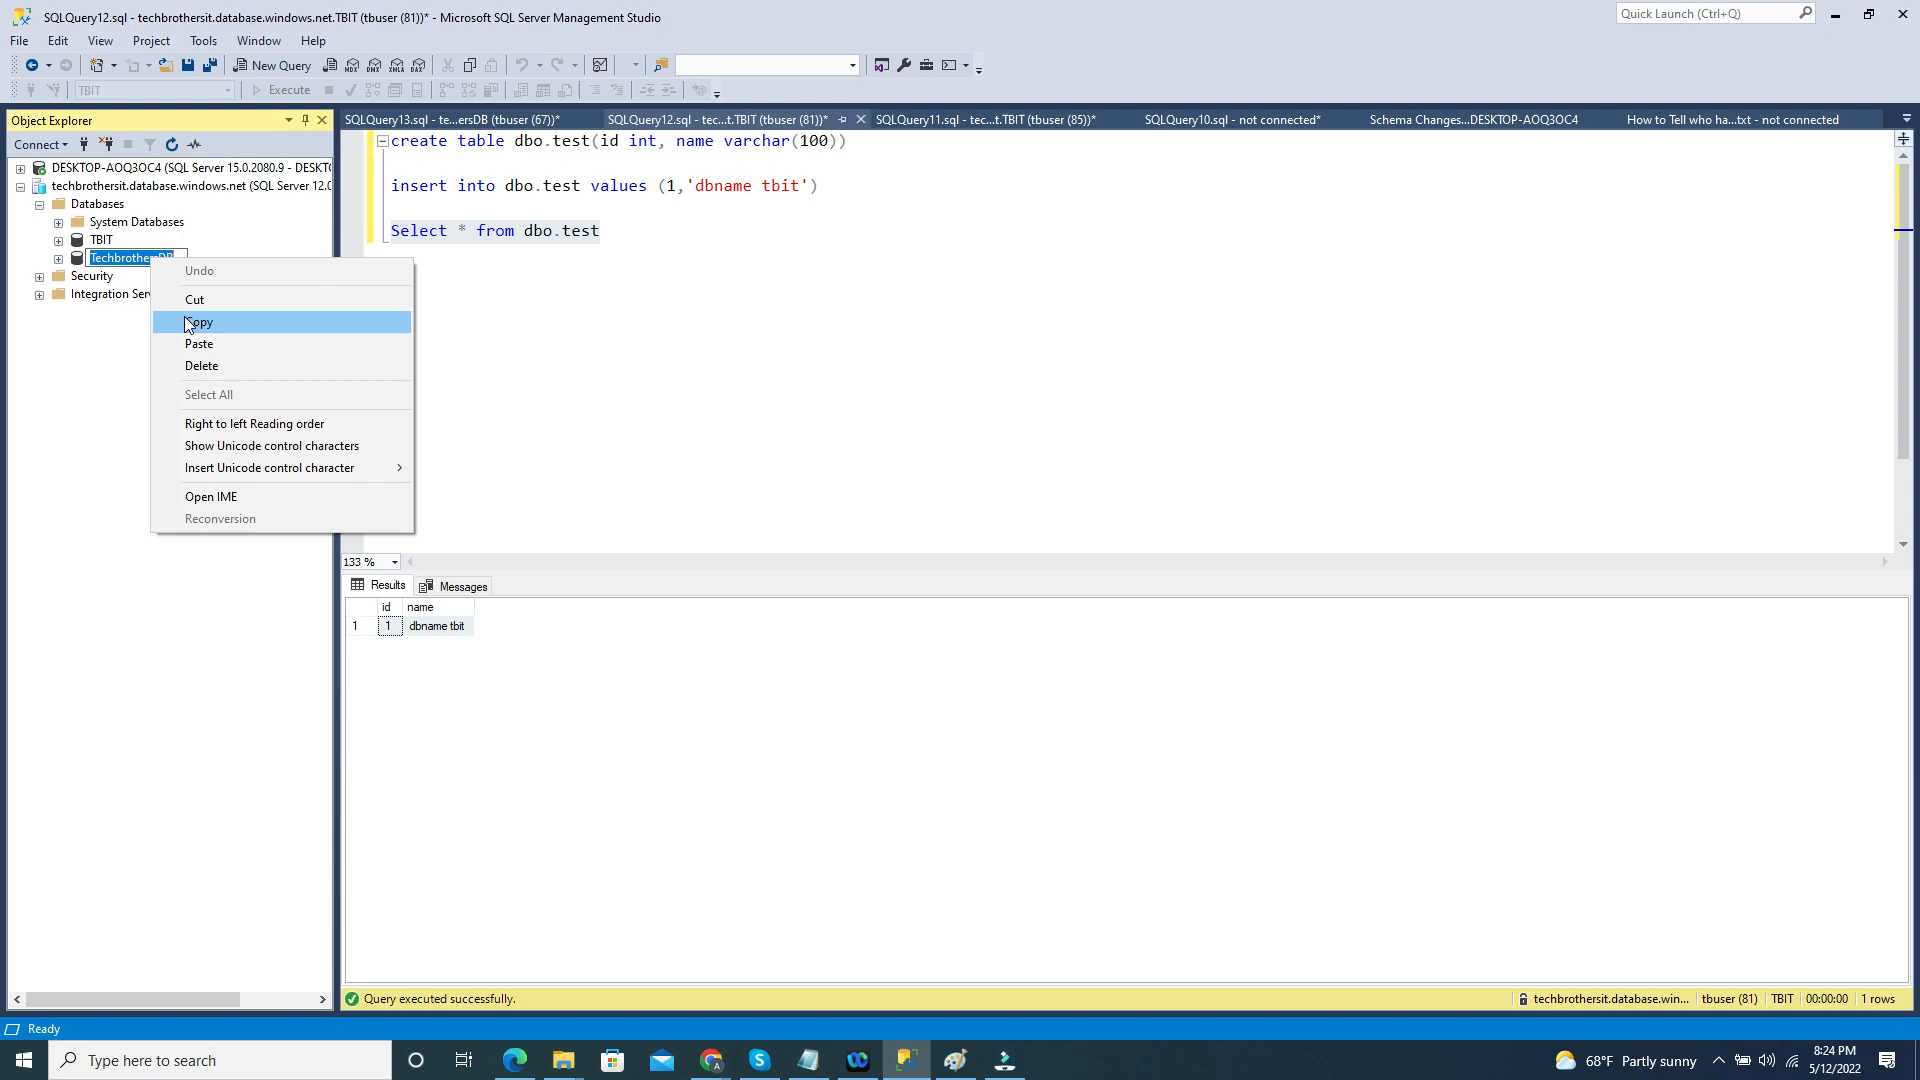 SQLQuery12.sql - techbrothersit.database.windows.net.TBIT (tbuser (81))* - Microsoft SQL Server Management Studio
Quick Launch (Ctrl+Q)
File Edit View Project Tools Window Help
New Query
MDX DMX XMLA DAX
TBIT
Execute
Object Explorer
SQLQuery13.sql - te...ersDB (tbuser (67))*
SQLQuery12.sql - tec...t.TBIT (tbuser (81))*
SQLQuery11.sql - tec...t.TBIT (tbuser (85))*
SQLQuery10.sql - not connected*
Schema Changes...DESKTOP-AOQ3OC4
How to Tell who ha...txt - not connected
Connect
DESKTOP-AOQ3OC4 (SQL Server 15.0.2080.9 - DESKT
techbrothersit.database.windows.net (SQL Server 12.0
Databases
System Databases
TBIT
Security
Integration Ser
Undo
Cut
Copy
Paste
Delete
Select All
Right to left Reading order
Show Unicode control characters
Insert Unicode control character
Open IME
Reconversion
create table dbo.test(id int, name varchar(100))
insert into dbo.test values (1,'dbname tbit')
Select * from dbo.test
133 %
Results Messages
id name
1 1 dbname tbit
Query executed successfully.
techbrothersit.database.win... tbuser (81) TBIT 00:00:00 1 rows
Ready
Type here to search
68°F Partly sunny
8:24 PM
5/12/2022